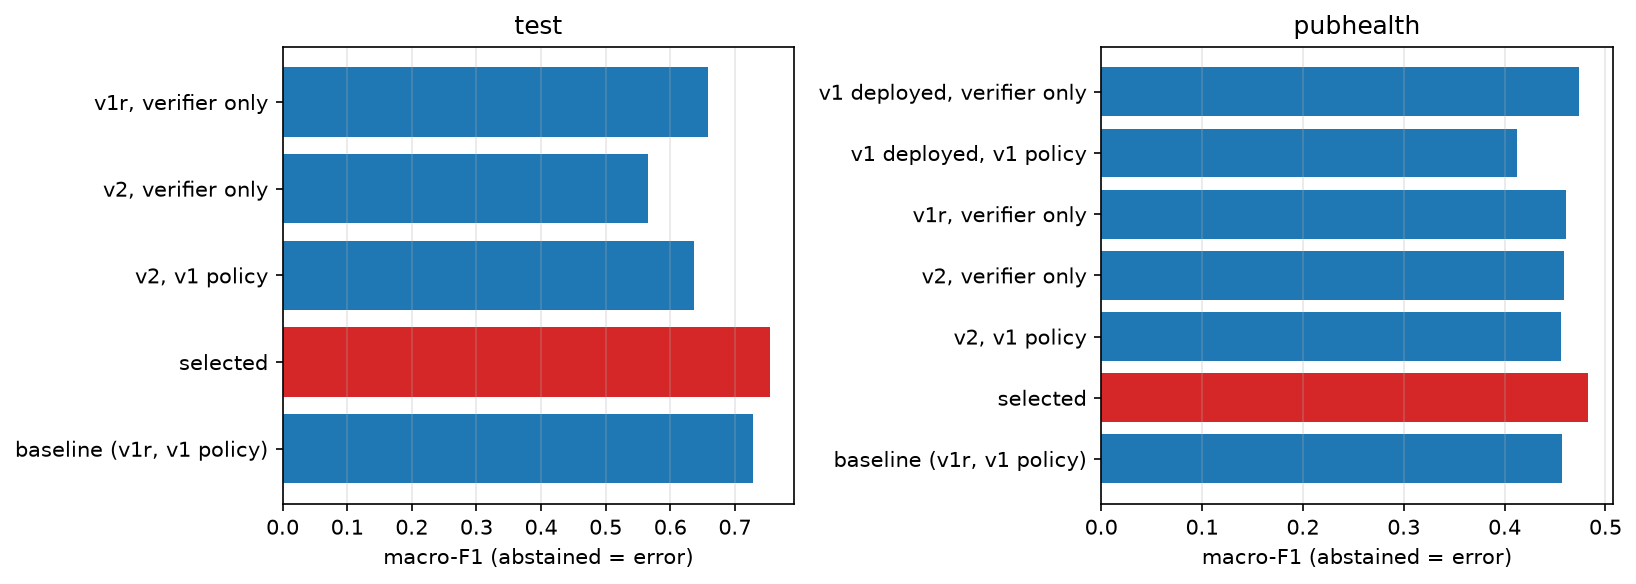 test
v1r, verifier only
v2, verifier only
v2, v1 policy
selected
baseline (v1r, v1 policy)
0.0 0.1 0.2 0.3 0.4 0.5 0.6 0.7
macro-F1 (abstained = error)
pubhealth
v1 deployed, verifier only
v1 deployed, v1 policy
v1r, verifier only
v2, verifier only
v2, v1 policy
selected
baseline (v1r, v1 policy)
0.0 0.1 0.2 0.3 0.4 0.5
macro-F1 (abstained = error)